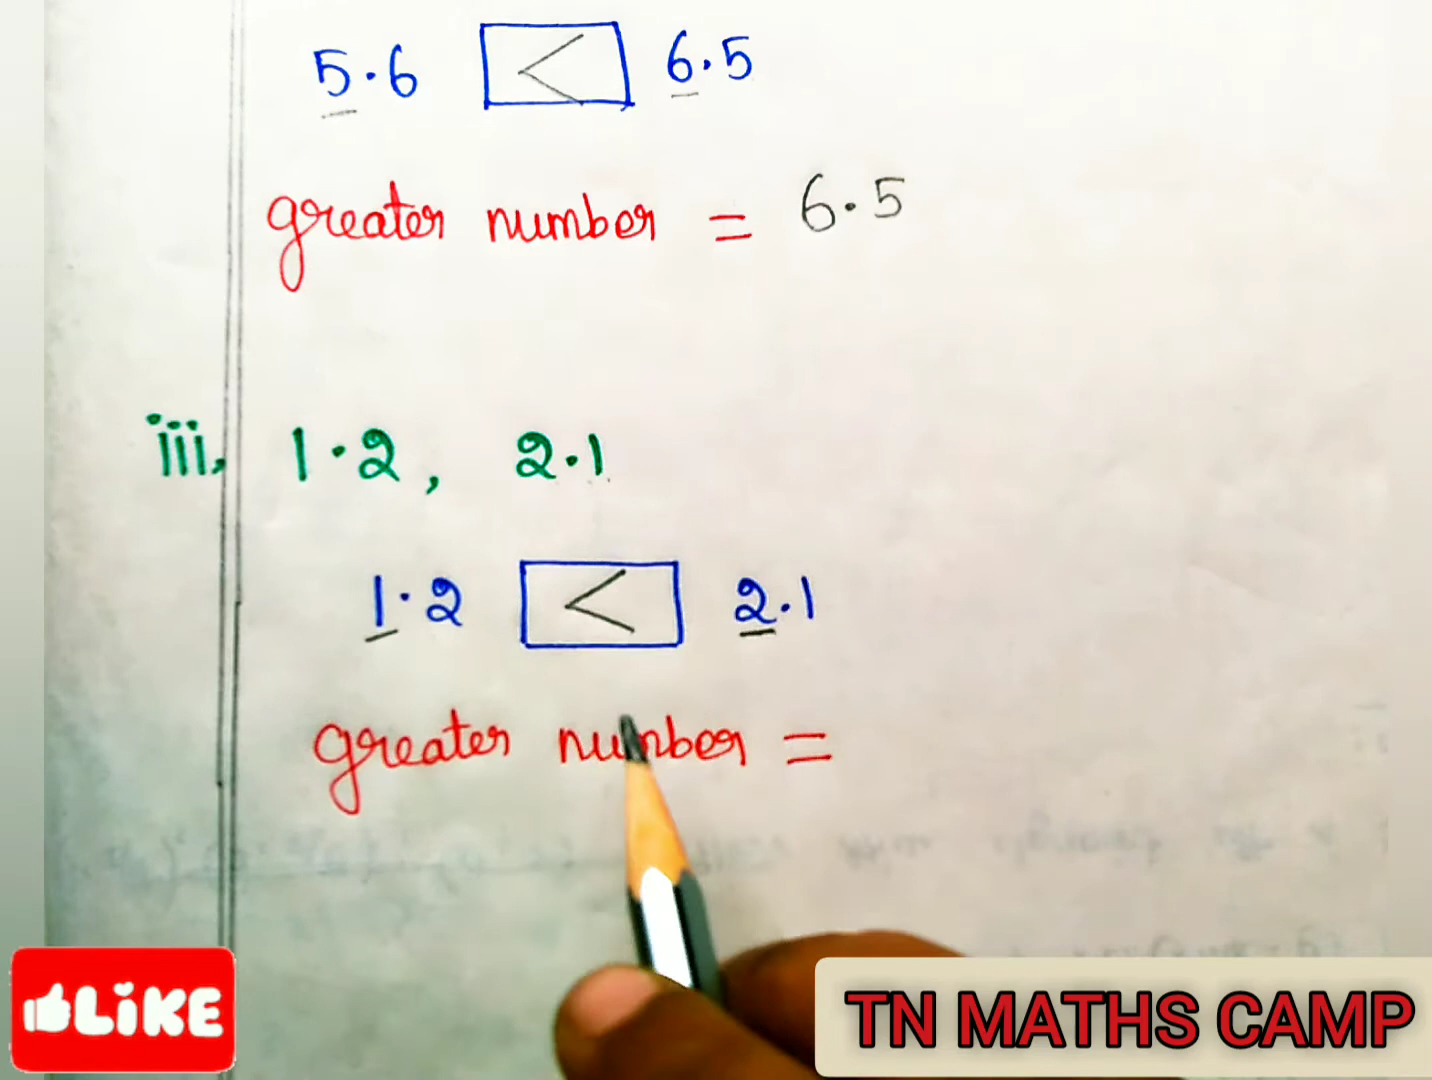 5.6 < 6.5
greater number = 6.5
iii, 1.2, 2.1
1.2 < 2.1
greater number =
LiKE
TN MATHS CAMP